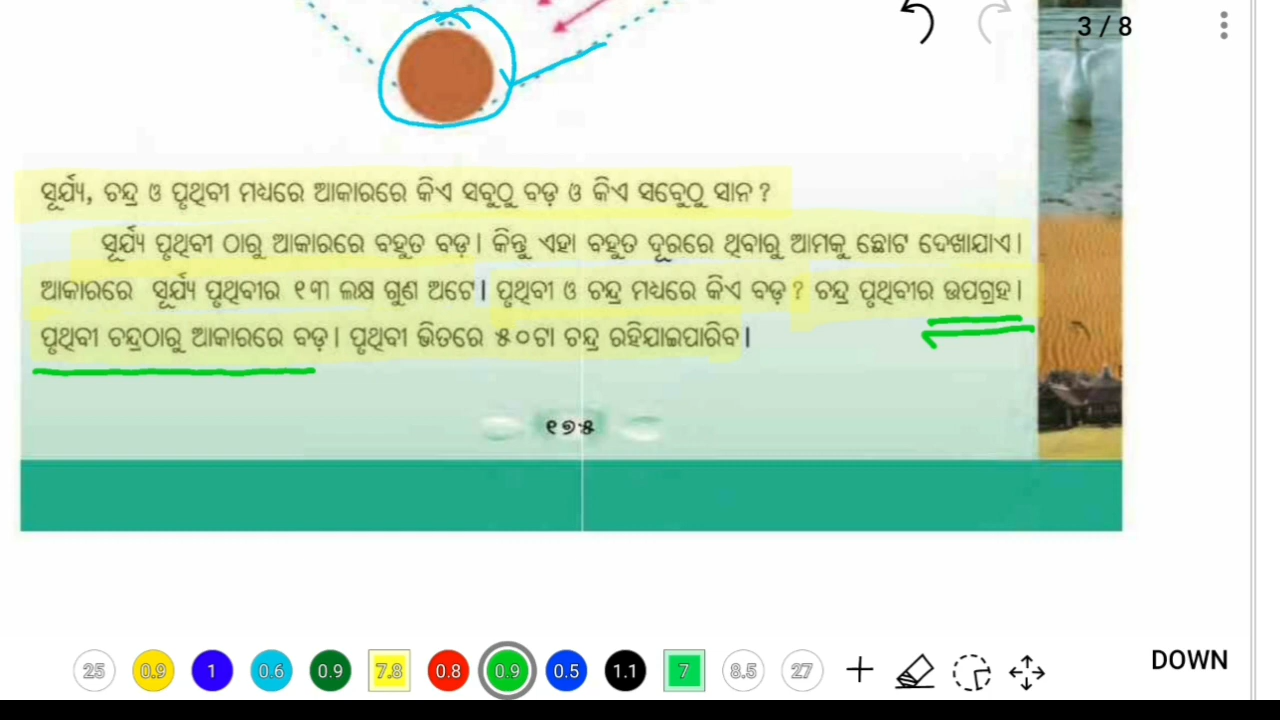 3 / 8
ସୂର୍ଯ୍ୟ, ଚନ୍ଦ୍ର ଓ ପୃଥିବୀ ମଧ୍ୟରେ ଆକାରରେ କିଏ ସବୁଠୁ ବଡ଼ ଓ କିଏ ସବୁେଠୁ ସାନ ?
ସୂର୍ଯ୍ୟ ପୃଥିବୀ ଠାରୁ ଆକାରରେ ବହୁତ ବଡ଼। କିନ୍ତୁ ଏହା ବହୁତ ଦୂରରେ ଥିବାରୁ ଆମକୁ ଛୋଟ ଦେଖାଯାଏ।
ଆକାରରେ ସୂର୍ଯ୍ୟ ପୃଥିବୀର ୧୩ ଲକ୍ଷ ଗୁଣ ଅଟେ। ପୃଥିବୀ ଓ ଚନ୍ଦ୍ର ମଧ୍ୟରେ କିଏ ବଡ଼ ? ଚନ୍ଦ୍ର ପୃଥିବୀର ଉପଗ୍ରହ।
ପୃଥିବୀ ଚନ୍ଦ୍ରଠାରୁ ଆକାରରେ ବଡ଼। ପୃଥିବୀ ଭିତରେ ୫୦ଟା ଚନ୍ଦ୍ର ରହିଯାଇପାରିବ।
୧୭୫
25 0.9 1 0.6 0.9 7.8 0.8 0.9 0.5 1.1 7 8.5 27
DOWN